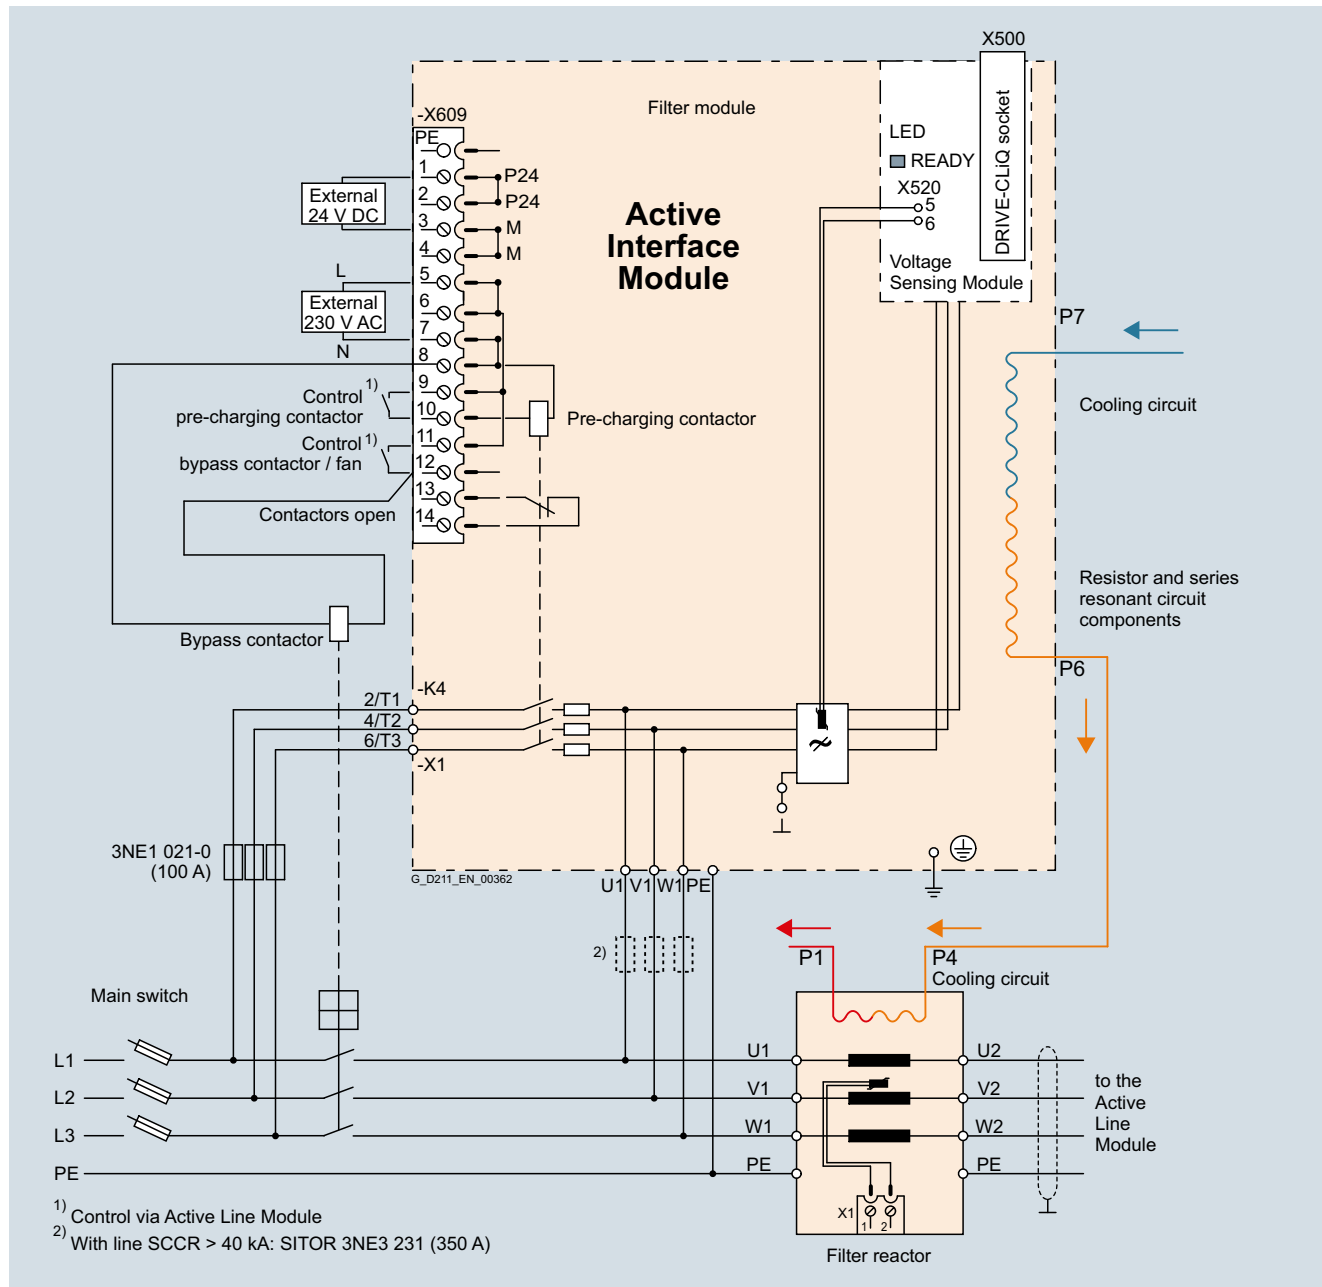 X500
Filter module
-X609
PE
1
2
3
4
5
6
7
8
9
10
11
12
13
14
P24
P24
M
M
External
24 V DC
L
External
230 V AC
N
Control 1)
pre-charging contactor
Control 1)
bypass contactor / fan
Contactors open
Bypass contactor
Active
Interface
Module
Pre-charging contactor
LED
READY
X520
5
6
DRIVE-CLiQ socket
Voltage
Sensing Module
P7
Cooling circuit
Resistor and series
resonant circuit
components
P6
-K4
2/T1
4/T2
6/T3
-X1
3NE1 021-0
(100 A)
G_D211_EN_00362
U1 V1 W1 PE
2)
P1
P4
Cooling circuit
Main switch
L1
L2
L3
PE
U1
V1
W1
PE
U2
V2
W2
PE
X1
1
2
to the
Active
Line
Module
Filter reactor
1) Control via Active Line Module
2) With line SCCR > 40 kA: SITOR 3NE3 231 (350 A)